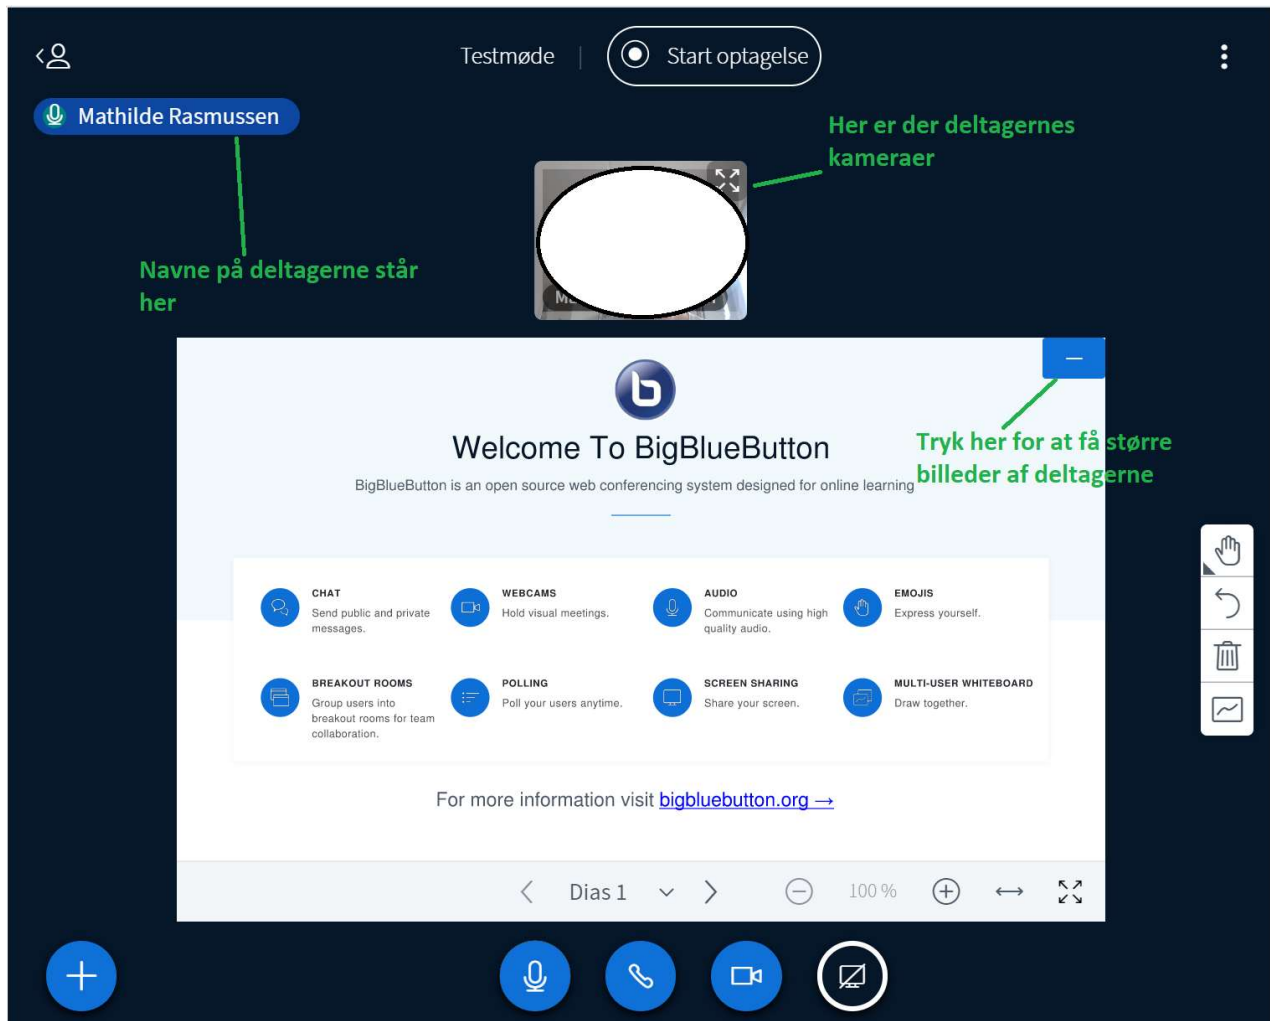 Testmøde
Start optagelse
Mathilde Rasmussen
Her er der deltagernes
kameraer
Navne på deltagerne står
her
Welcome To BigBlueButton
BigBlueButton is an open source web conferencing system designed for online learning
Tryk her for at få større
billeder af deltagerne
CHAT
Send public and private
messages.
WEBCAMS
Hold visual meetings.
AUDIO
Communicate using high
quality audio.
EMOJIS
Express yourself.
BREAKOUT ROOMS
Group users into
breakout rooms for team
collaboration.
POLLING
Poll your users anytime.
SCREEN SHARING
Share your screen.
MULTI-USER WHITEBOARD
Draw together.
For more information visit bigbluebutton.org →
Dias 1
100 %